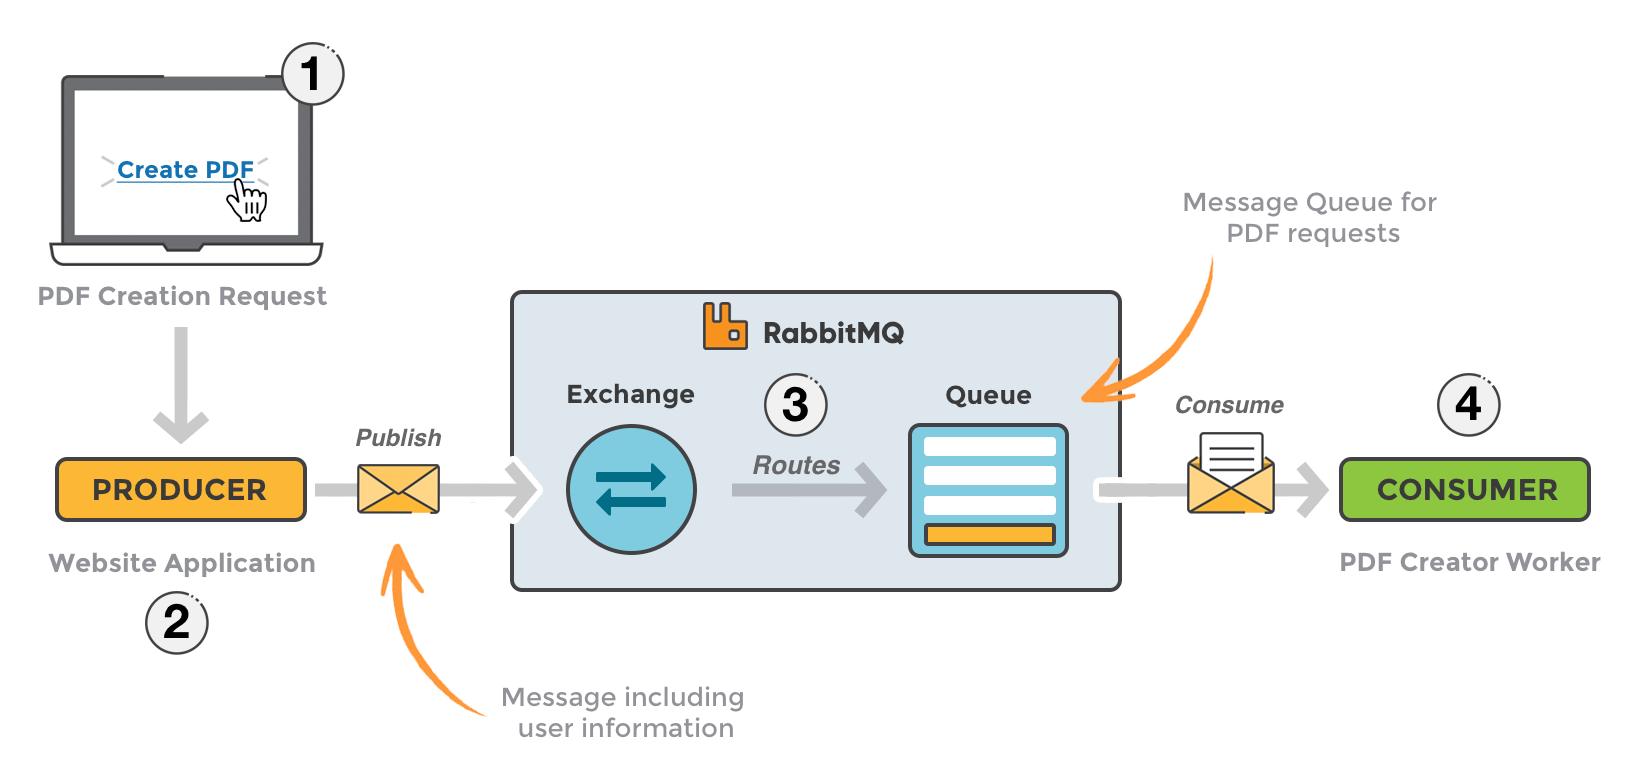 1
Create PDF
PDF Creation Request
PRODUCER
Website Application
2
Publish
Message including
user information
RabbitMQ
Exchange
3
Routes
Queue
Message Queue for
PDF requests
Consume
4
CONSUMER
PDF Creator Worker